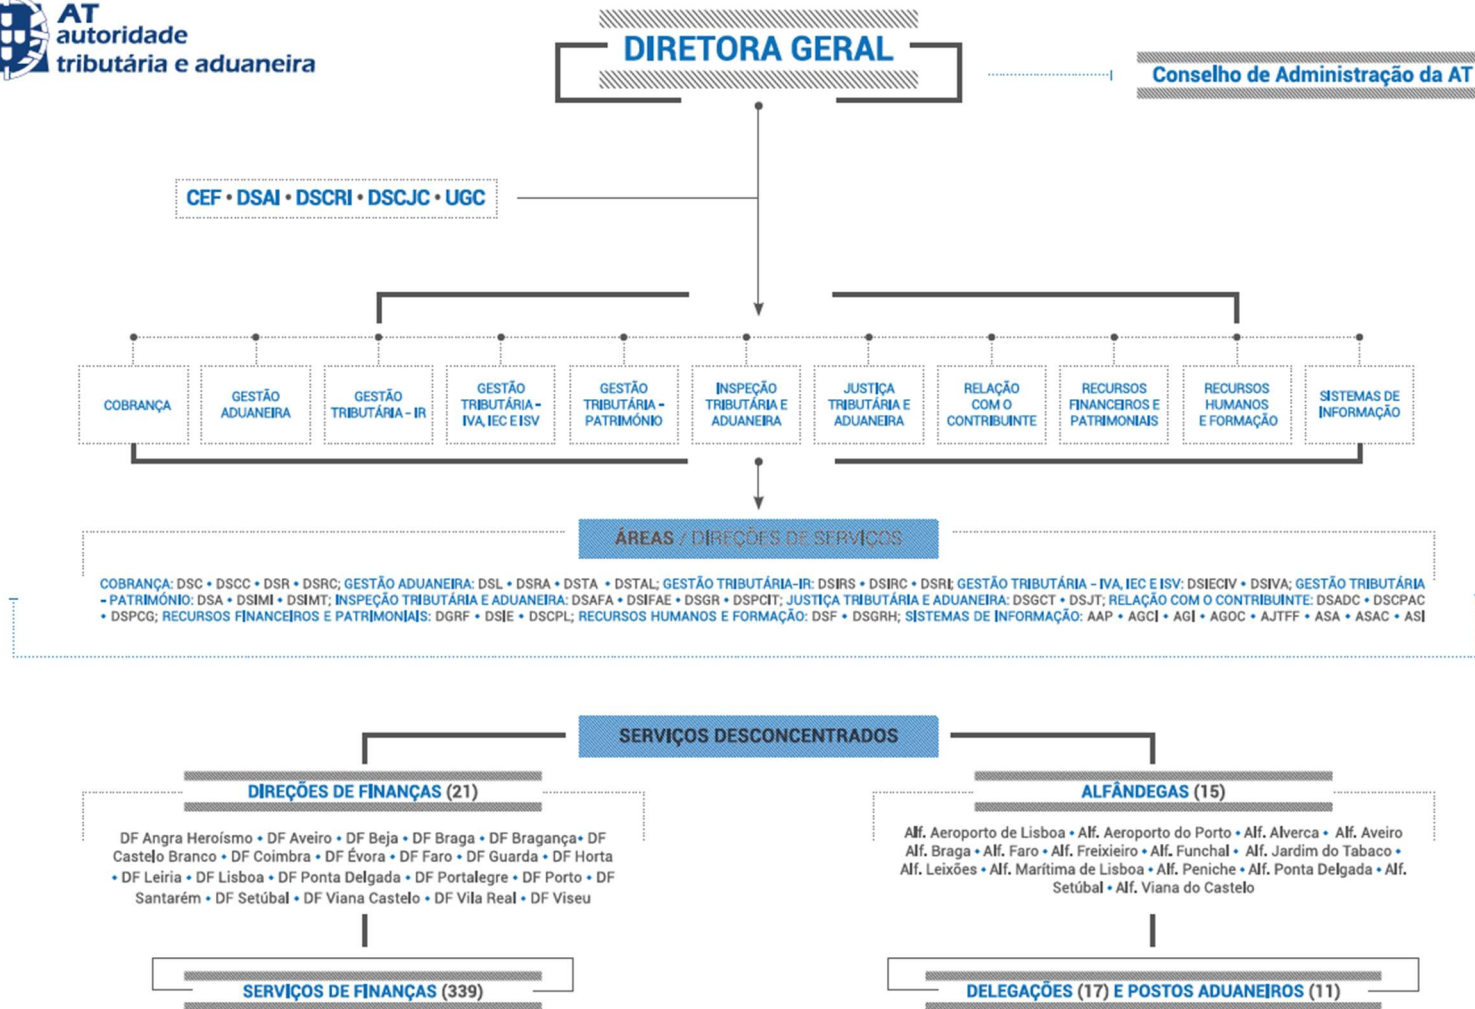 AT
autoridade
tributária e aduaneira
DIRETORA GERAL
Conselho de Administração da AT
CEF • DSAI • DSCRI • DSCJC • UGC
COBRANÇA
GESTÃO
ADUANEIRA
GESTÃO
TRIBUTÁRIA – IR
GESTÃO
TRIBUTÁRIA –
IVA, IEC E ISV
GESTÃO
TRIBUTÁRIA –
PATRIMÓNIO
INSPEÇÃO
TRIBUTÁRIA E
ADUANEIRA
JUSTIÇA
TRIBUTÁRIA E
ADUANEIRA
RELAÇÃO
COM O
CONTRIBUINTE
RECURSOS
FINANCEIROS E
PATRIMONIAIS
RECURSOS
HUMANOS
E FORMAÇÃO
SISTEMAS DE
INFORMAÇÃO
ÁREAS / DIREÇÕES DE SERVIÇOS
COBRANÇA: DSC • DSCC • DSR • DSRC; GESTÃO ADUANEIRA: DSL • DSRA • DSTA • DSTAL; GESTÃO TRIBUTÁRIA-IR: DSIRS • DSIRC • DSRI; GESTÃO TRIBUTÁRIA – IVA, IEC E ISV: DSIECIV • DSIVA; GESTÃO TRIBUTÁRIA
– PATRIMÓNIO: DSA • DSIMI • DSIMT; INSPEÇÃO TRIBUTÁRIA E ADUANEIRA: DSAFA • DSIFAE • DSGR • DSPCIT; JUSTIÇA TRIBUTÁRIA E ADUANEIRA: DSGCT • DSJT; RELAÇÃO COM O CONTRIBUINTE: DSADC • DSCPAC
• DSPCG; RECURSOS FINANCEIROS E PATRIMONIAIS: DGRF • DSIE • DSCPL; RECURSOS HUMANOS E FORMAÇÃO: DSF • DSGRH; SISTEMAS DE INFORMAÇÃO: AAP • AGCI • AGI • AGOC • AJTFF • ASA • ASAC • ASI
SERVIÇOS DESCONCENTRADOS
DIREÇÕES DE FINANÇAS (21)
DF Angra Heroísmo • DF Aveiro • DF Beja • DF Braga • DF Bragança• DF
Castelo Branco • DF Coimbra • DF Évora • DF Faro • DF Guarda • DF Horta
• DF Leiria • DF Lisboa • DF Ponta Delgada • DF Portalegre • DF Porto • DF
Santarém • DF Setúbal • DF Viana Castelo • DF Vila Real • DF Viseu
SERVIÇOS DE FINANÇAS (339)
ALFÂNDEGAS (15)
Alf. Aeroporto de Lisboa • Alf. Aeroporto do Porto • Alf. Alverca • Alf. Aveiro
Alf. Braga • Alf. Faro • Alf. Freixieiro • Alf. Funchal • Alf. Jardim do Tabaco •
Alf. Leixões • Alf. Marítima de Lisboa • Alf. Peniche • Alf. Ponta Delgada • Alf.
Setúbal • Alf. Viana do Castelo
DELEGAÇÕES (17) E POSTOS ADUANEIROS (11)